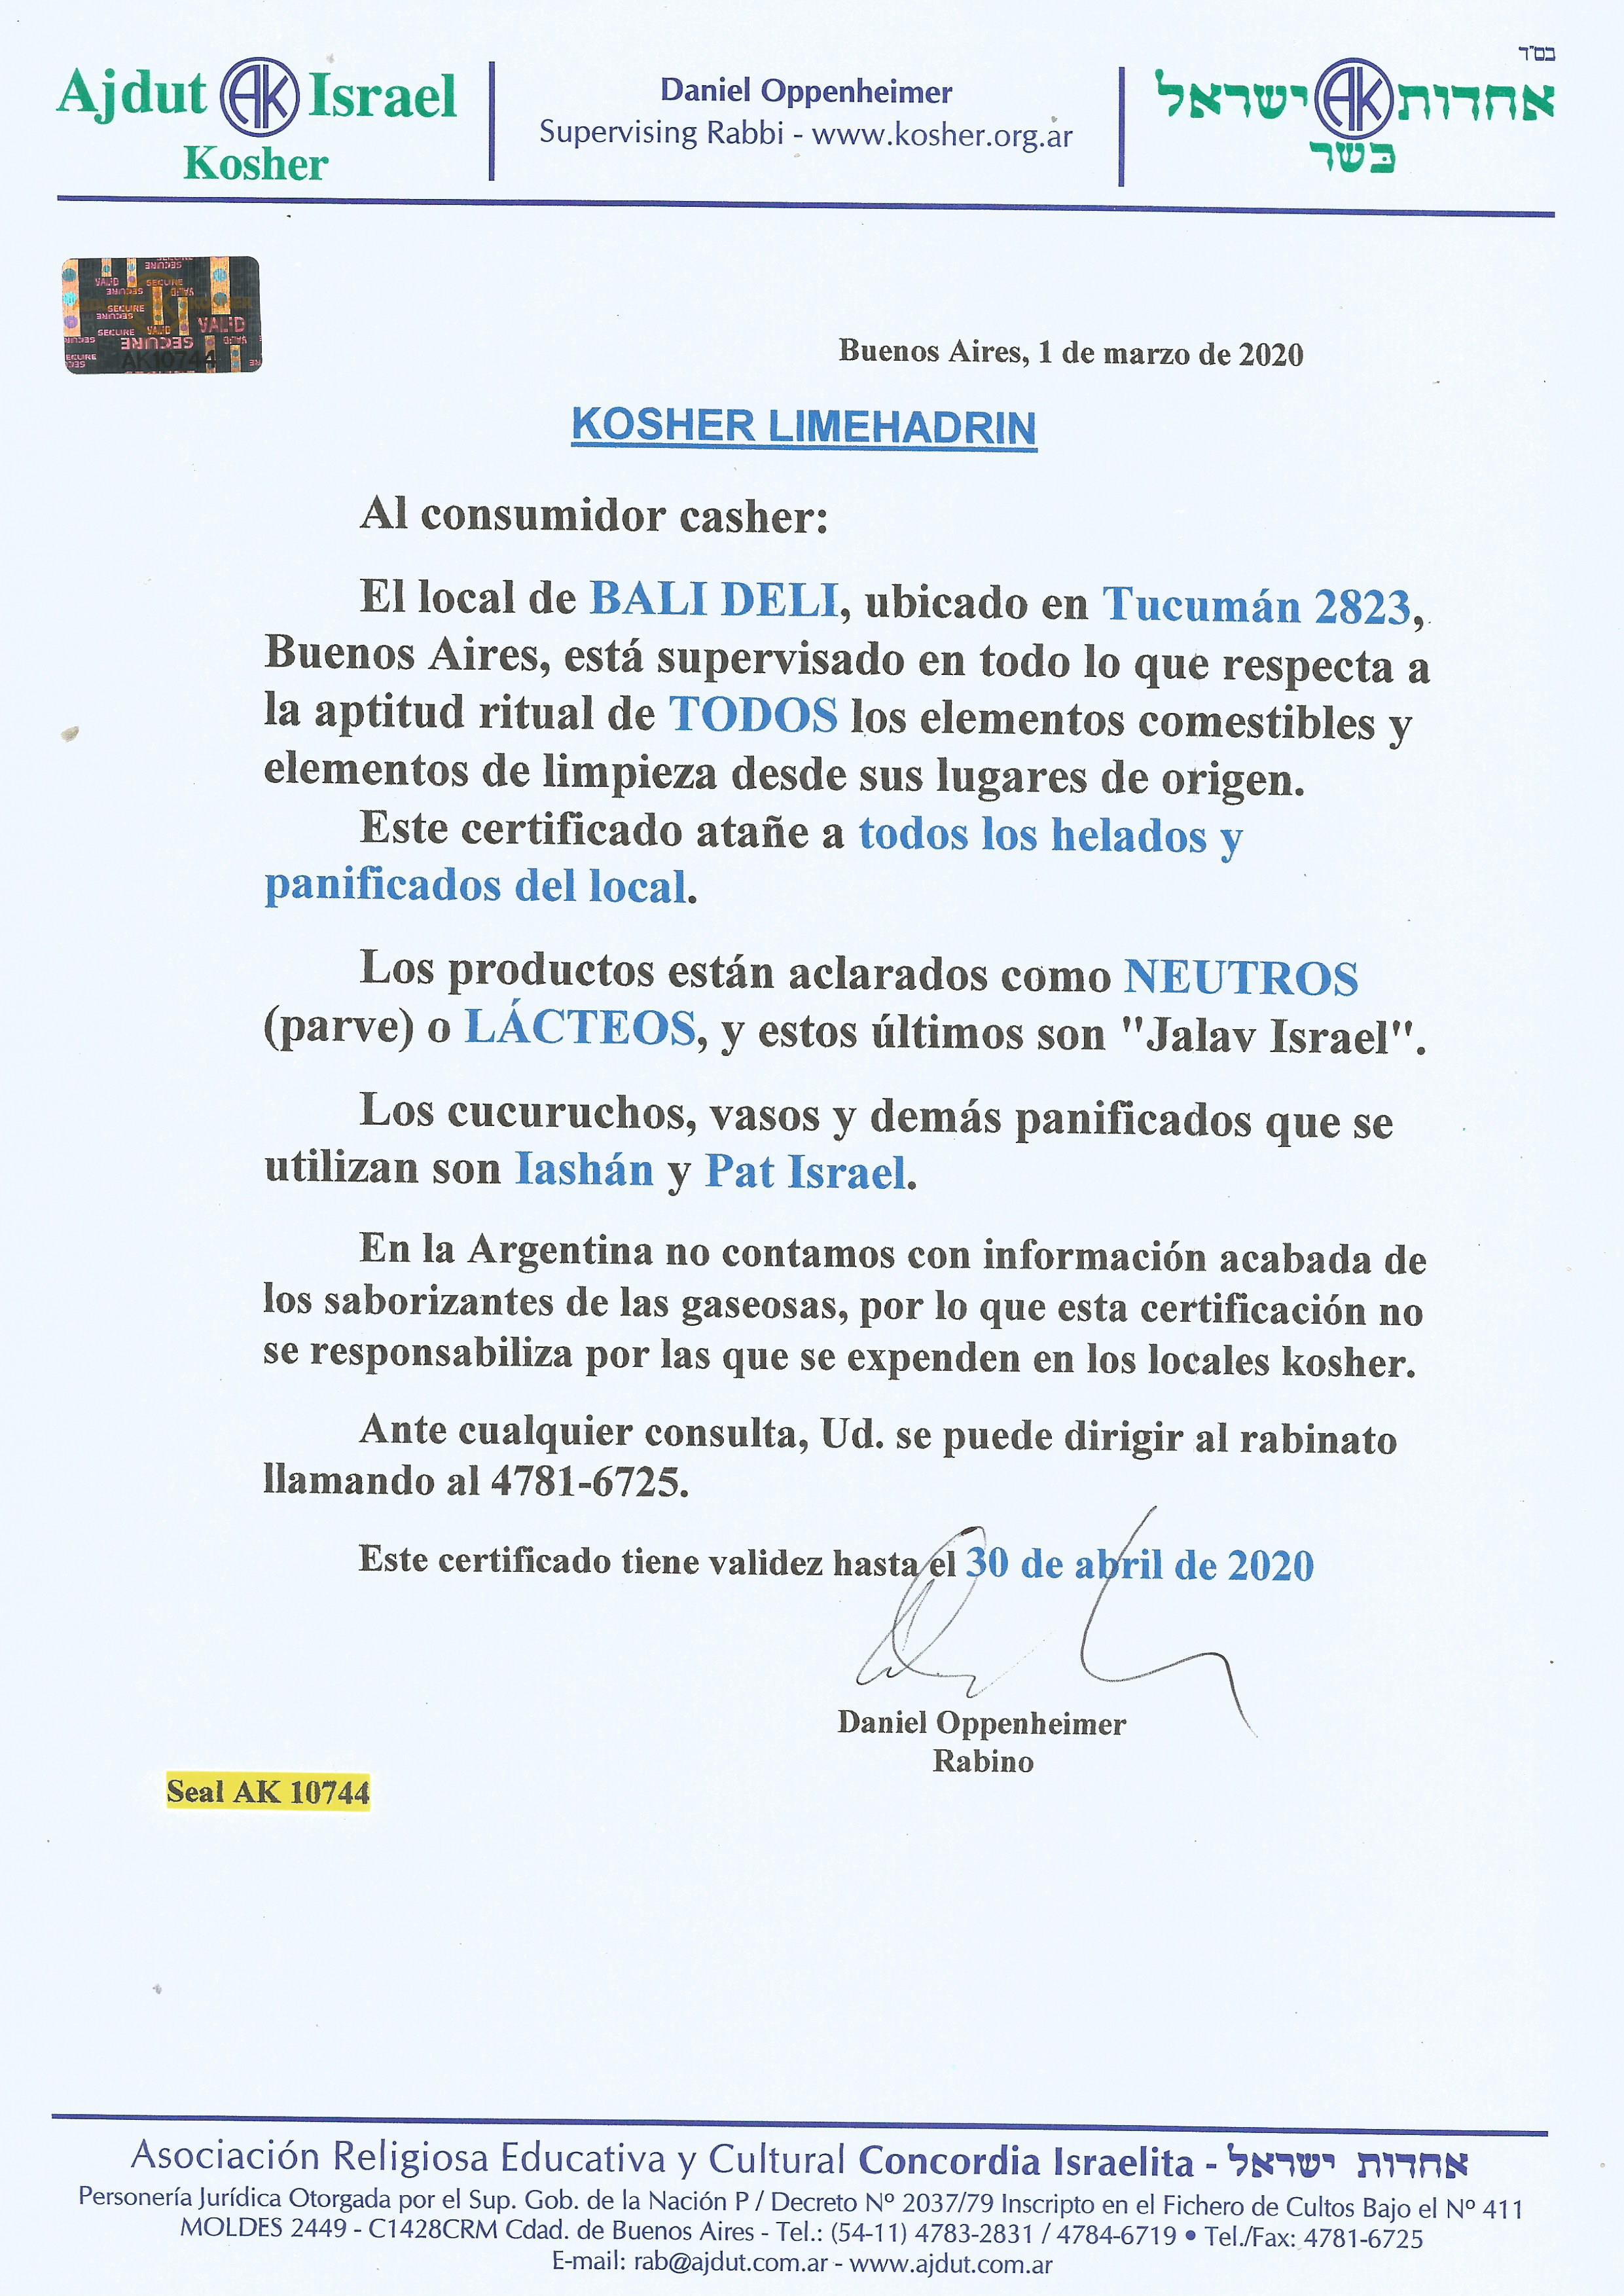 בס"ד
Ajdut AK Israel
Kosher
Daniel Oppenheimer
Supervising Rabbi - www.kosher.org.ar
אחדות AK ישראל
כשר
SECURE
VALID
SECURE
SECURE
SECURE
VALID
VALID
SECURE
SECURE
AK10744
Buenos Aires, 1 de marzo de 2020
KOSHER LIMEHADRIN
Al consumidor casher:
El local de BALI DELI, ubicado en Tucumán 2823,
Buenos Aires, está supervisado en todo lo que respecta a
la aptitud ritual de TODOS los elementos comestibles y
elementos de limpieza desde sus lugares de origen.
Este certificado atañe a todos los helados y
panificados del local.
Los productos están aclarados como NEUTROS
(parve) o LÁCTEOS, y estos últimos son "Jalav Israel".
Los cucuruchos, vasos y demás panificados que se
utilizan son Iashán y Pat Israel.
En la Argentina no contamos con información acabada de
los saborizantes de las gaseosas, por lo que esta certificación no
se responsabiliza por las que se expenden en los locales kosher.
Ante cualquier consulta, Ud. se puede dirigir al rabinato
llamando al 4781-6725.
Este certificado tiene validez hasta el 30 de abril de 2020
Daniel Oppenheimer
Rabino
Seal AK 10744
Asociación Religiosa Educativa y Cultural Concordia Israelita - אחדות ישראל
Personería Jurídica Otorgada por el Sup. Gob. de la Nación P / Decreto Nº 2037/79 Inscripto en el Fichero de Cultos Bajo el Nº 411
MOLDES 2449 - C1428CRM Cdad. de Buenos Aires - Tel.: (54-11) 4783-2831 / 4784-6719 • Tel./Fax: 4781-6725
E-mail: rab@ajdut.com.ar - www.ajdut.com.ar